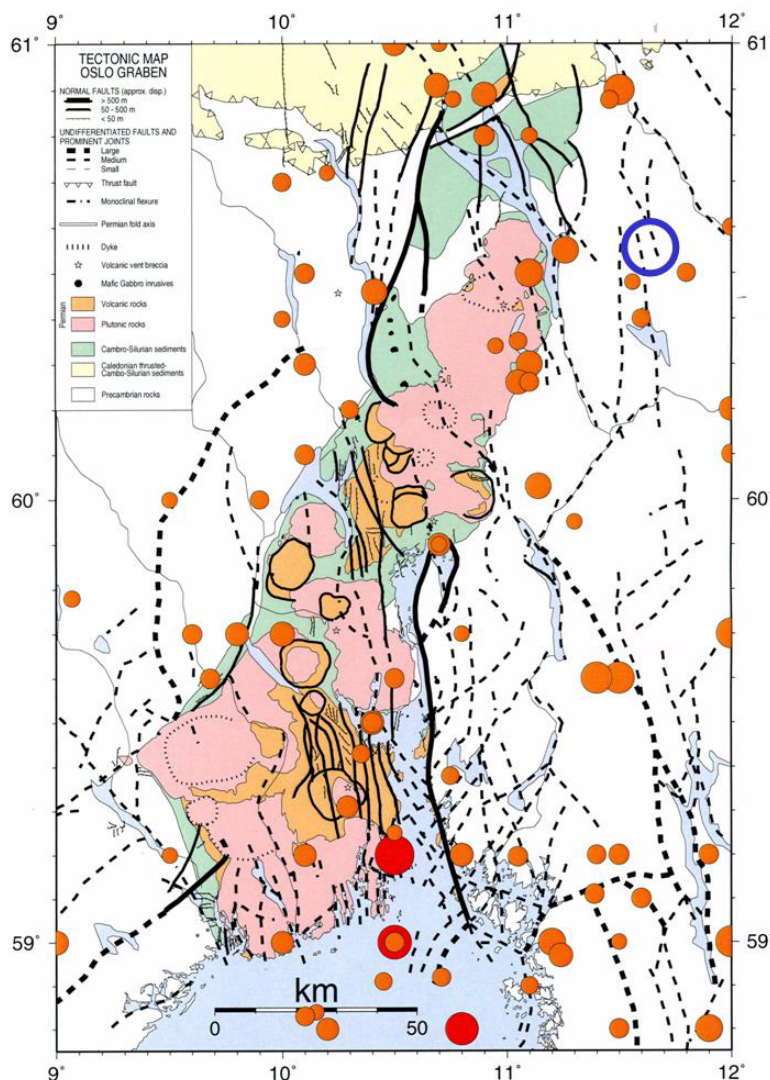 9° 10° 11° 12°
61° 61°
TECTONIC MAP
OSLO GRABEN
NORMAL FAULTS (approx. disp.)
> 500 m
50 - 500 m
< 50 m
UNDIFFERENTIATED FAULTS AND
PROMINENT JOINTS
Large
Medium
Small
Thrust fault
Monoclinal flexure
Permian fold axis
Dyke
Volcanic vent breccia
Mafic Gabbro inrusives
Permian
Volcanic rocks
Plutonic rocks
Cambro-Silurian sediments
Caledonian thrusted-
Cambo-Silurian sediments
Precambrian rocks
60° 60°
59° 59°
km
0 50
9° 10° 11° 12°